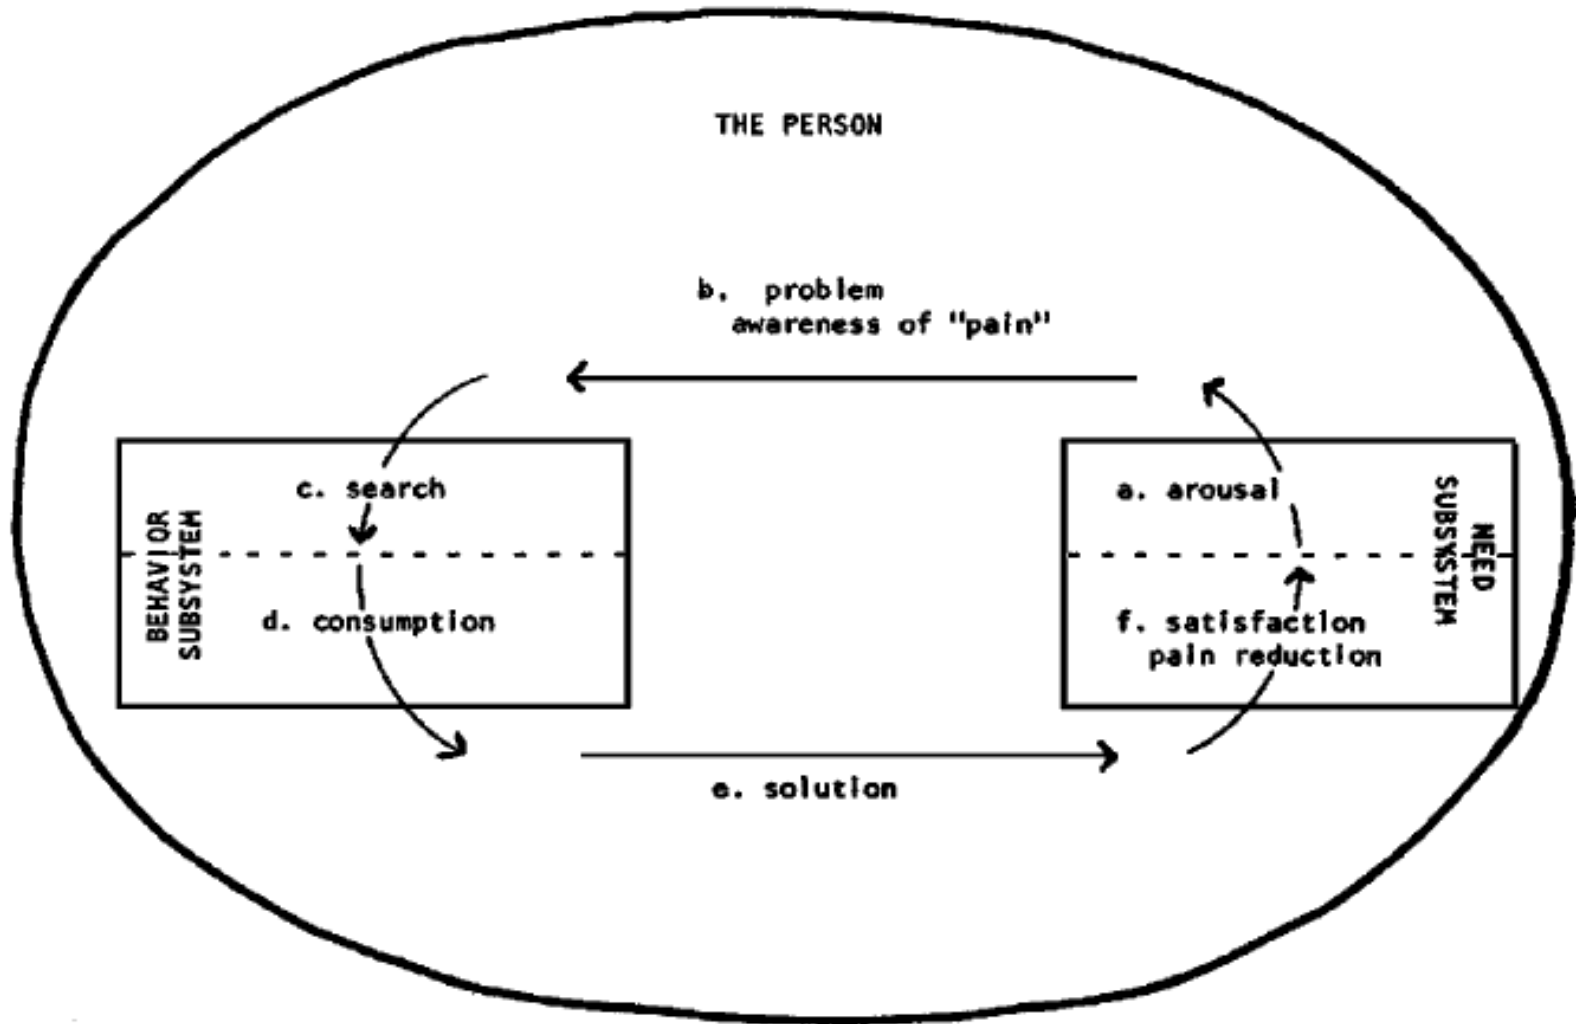 THE PERSON
b. problem
awareness of "pain"
c. search
a. arousal
BEHAVIOR
SUBSYSTEM
NEED
SUBSYSTEM
d. consumption
f. satisfaction
pain reduction
e. solution